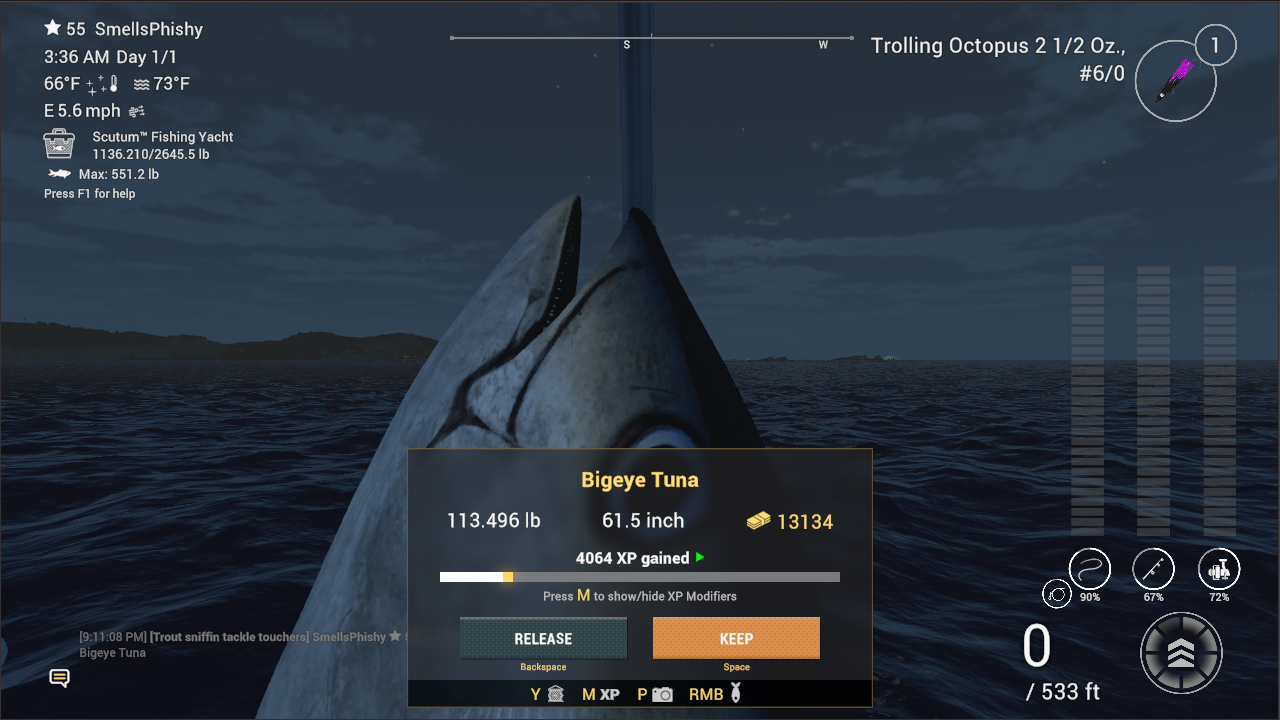 55 SmellsPhishy
3:36 AM Day 1/1
66°F 73°F
E 5.6 mph
Scutum™ Fishing Yacht
1136.210/2645.5 lb
Max: 551.2 lb
Press F1 for help
S W
Trolling Octopus 2 1/2 Oz.,
#6/0
1
Bigeye Tuna
113.496 lb 61.5 inch 13134
4064 XP gained
Press M to show/hide XP Modifiers
RELEASE KEEP
Backspace Space
Y M XP P RMB
[9:11:08 PM] [Trout sniffin tackle touchers] SmellsPhishy
Bigeye Tuna
90% 67% 72%
0
/ 533 ft